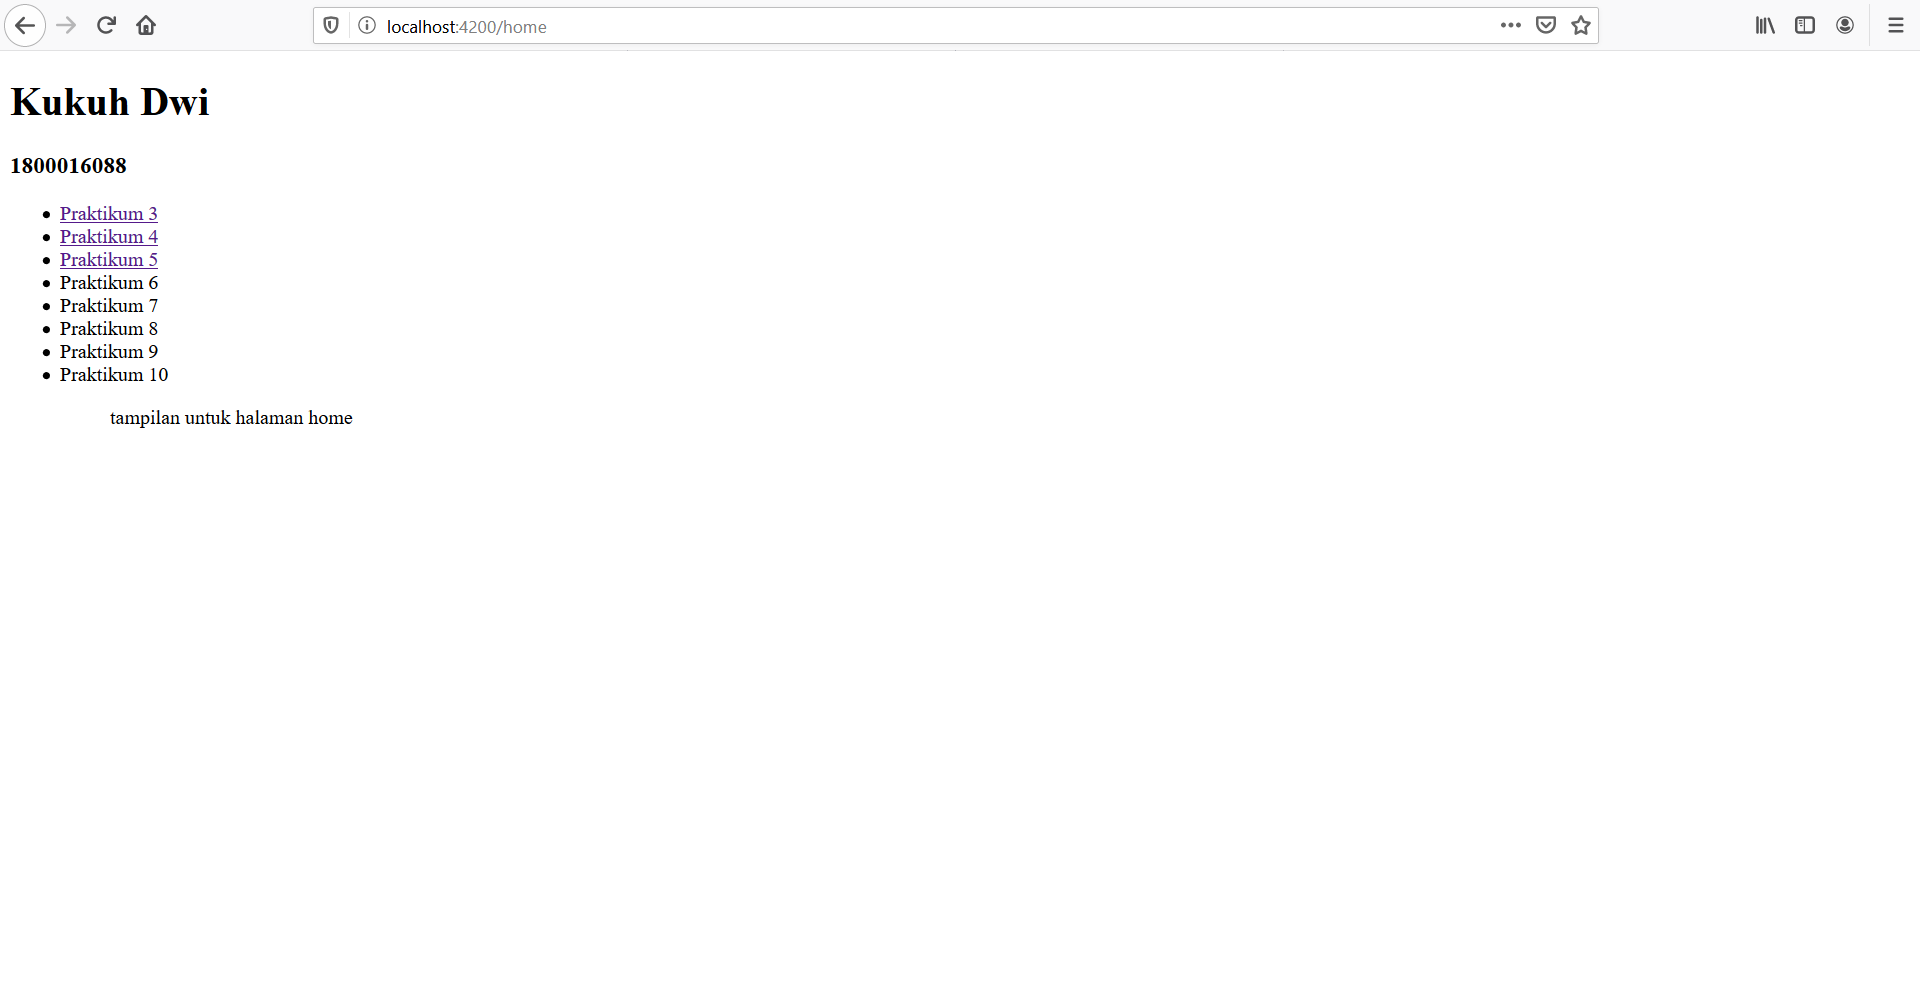 localhost:4200/home
Kukuh Dwi
1800016088
Praktikum 3
Praktikum 4
Praktikum 5
Praktikum 6
Praktikum 7
Praktikum 8
Praktikum 9
Praktikum 10
tampilan untuk halaman home